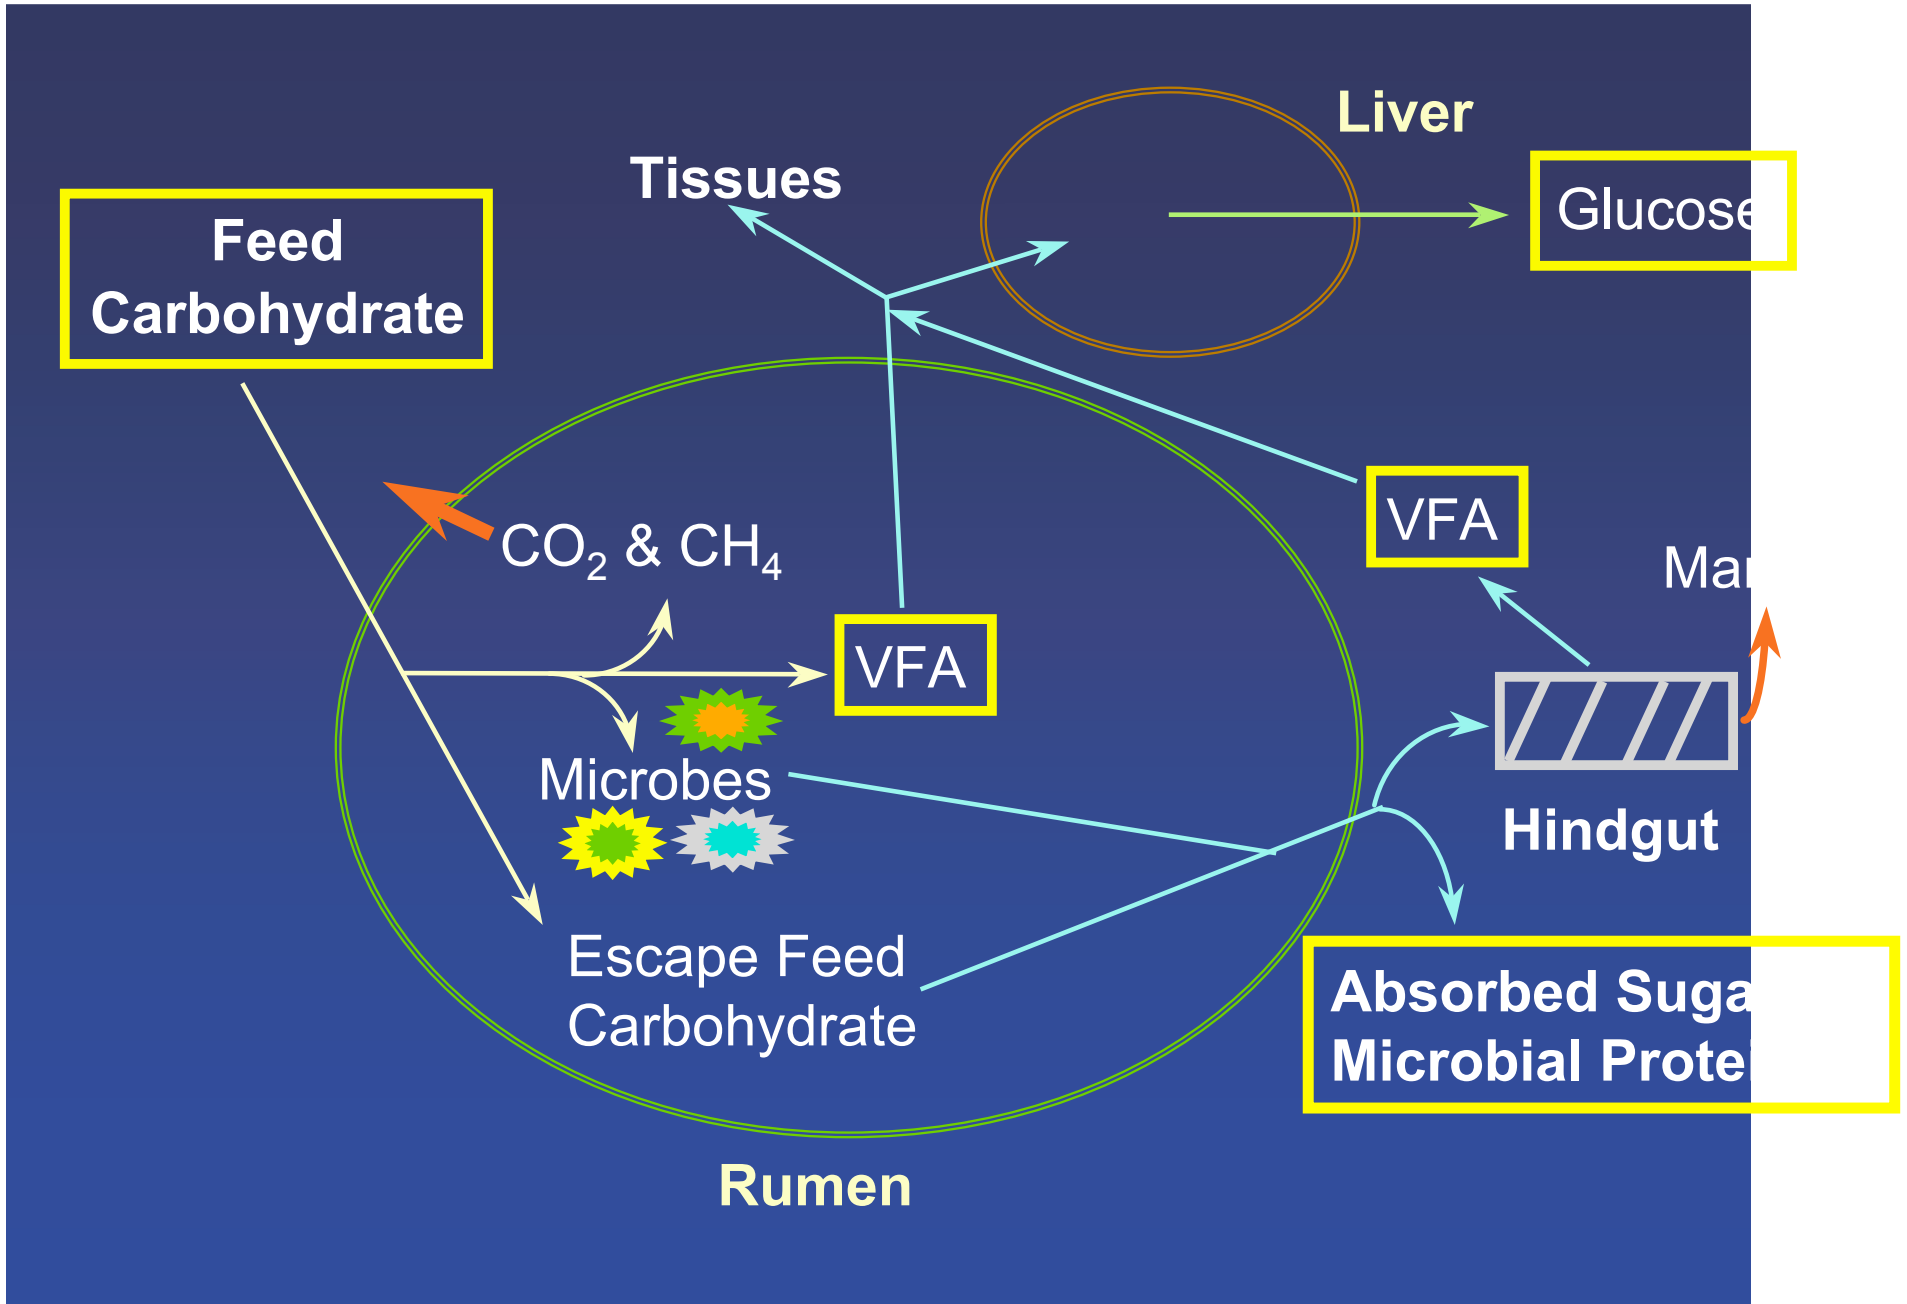 Liver
Tissues
Glucose
Feed
Carbohydrate
CO₂ & CH₄
VFA
VFA
Microbes
Hindgut
Escape Feed
Carbohydrate
Absorbed Suga
Microbial Protei
Rumen